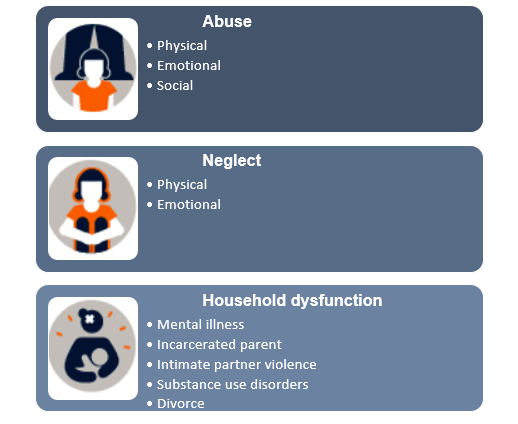 Abuse
• Physical
• Emotional
• Social
Neglect
• Physical
• Emotional
Household dysfunction
• Mental illness
• Incarcerated parent
• Intimate partner violence
• Substance use disorders
• Divorce